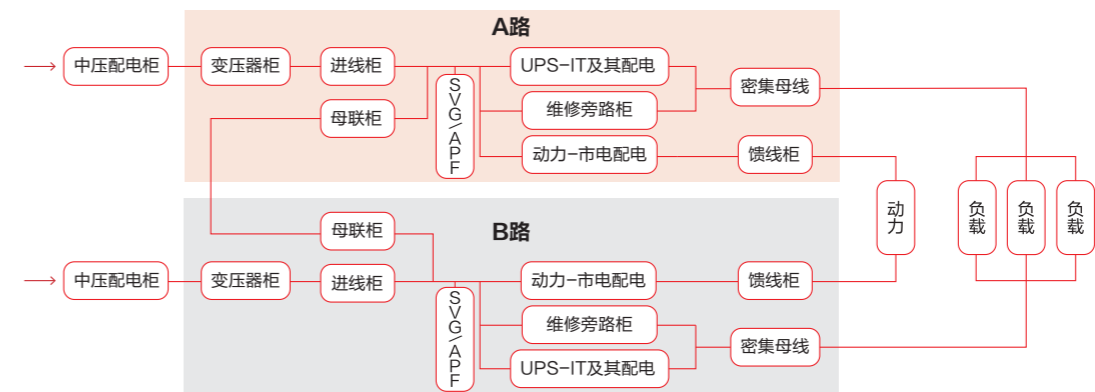 A路
中压配电柜
变压器柜
进线柜
UPS-IT及其配电
密集母线
母联柜
SVG/APF
维修旁路柜
动力-市电配电
馈线柜
动力
负载
负载
负载
母联柜
B路
中压配电柜
变压器柜
进线柜
动力-市电配电
馈线柜
SVG/APF
维修旁路柜
密集母线
UPS-IT及其配电